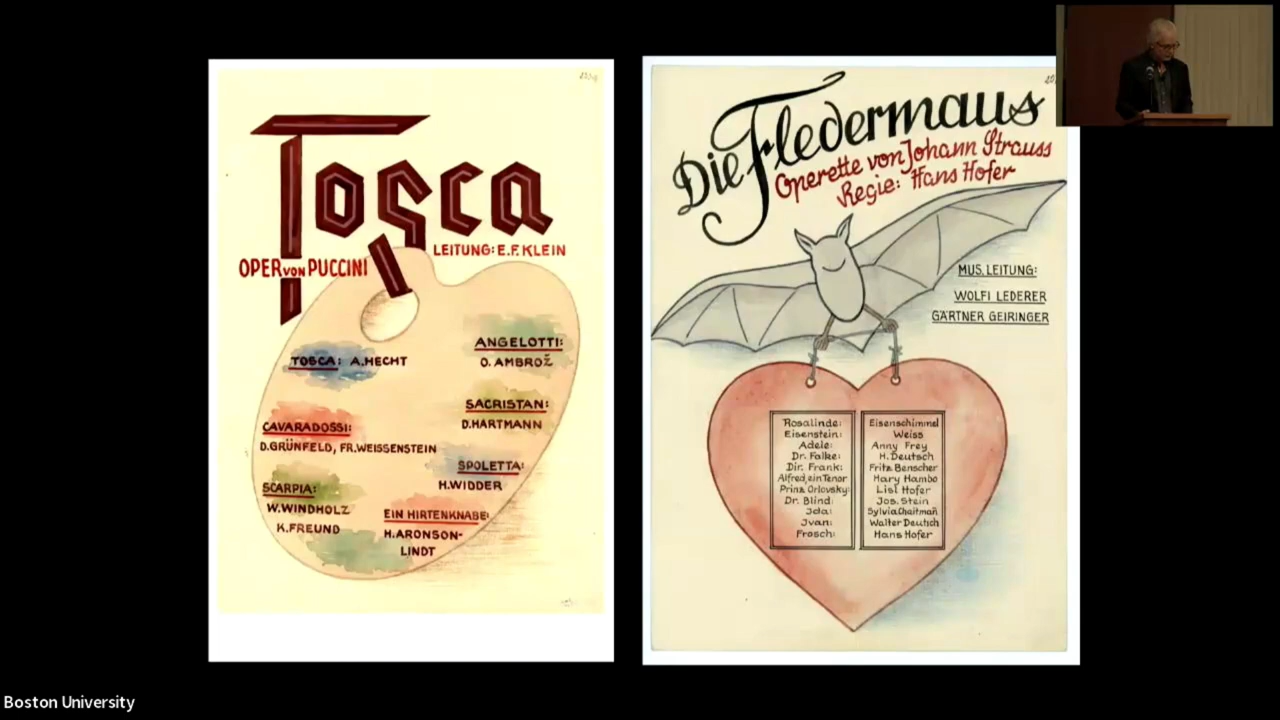 Tosca
OPER von PUCCINI
LEITUNG: E.F. KLEIN
TOSCA: A. HECHT
CAVARADOSSI:
D. GRÜNFELD, FR. WEISSENSTEIN
SCARPIA:
W. WINDHOLZ
K. FREUND
ANGELOTTI:
O. AMBROŽ
SACRISTAN:
D. HARTMANN
SPOLETTA:
H. WIDDER
EIN HIRTENKNABE:
H. ARONSON-
LINDT
Die Fledermaus
Operette von Johann Strauss
Regie: Hans Hofer
MUS. LEITUNG:
WOLFI LEDERER
GÄRTNER GEIRINGER
Rosalinde: Eisenschimmel
Eisenstein: Weiss
Adele: Anny Frey
Dr. Falke: H. Deutsch
Dir. Frank: Fritz Benscher
Alfred, ein Tenor Harry Hambo
Prinz Orlovsky: Lisl Hofer
Dr. Blind: Jos. Stein
Ida: Sylvia Chaitmañ
Ivan: Walter Deutsch
Frosch: Hans Hofer
Boston University